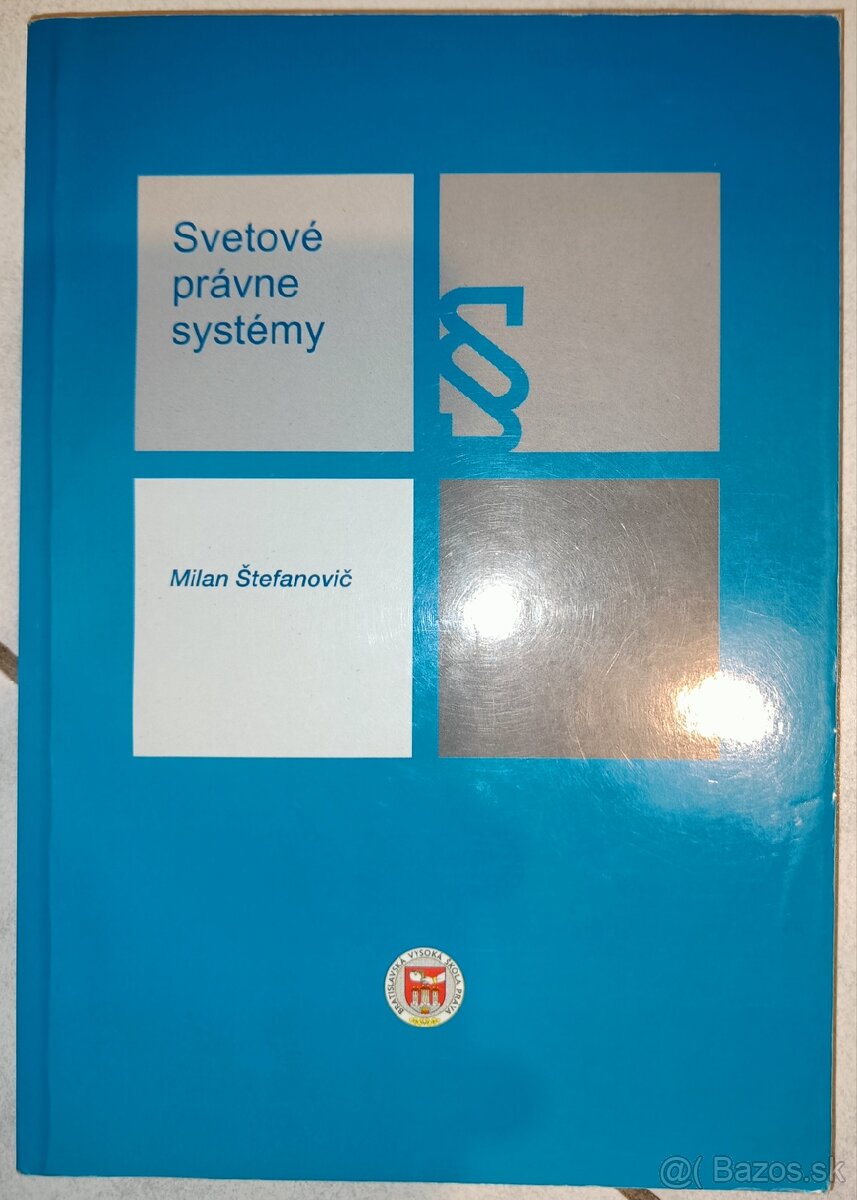 Svetové
právne
systémy
§
Milan Štefanovič
BRATISLAVSKÁ VYSOKÁ ŠKOLA PRÁVA
@( Bazos.sk